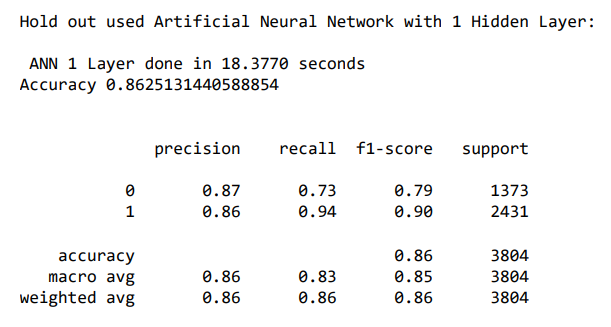 Hold out used Artificial Neural Network with 1 Hidden Layer:
ANN 1 Layer done in 18.3770 seconds
Accuracy 0.8625131440588854
precision recall f1-score support
0 0.87 0.73 0.79 1373
1 0.86 0.94 0.90 2431
accuracy 0.86 3804
macro avg 0.86 0.83 0.85 3804
weighted avg 0.86 0.86 0.86 3804